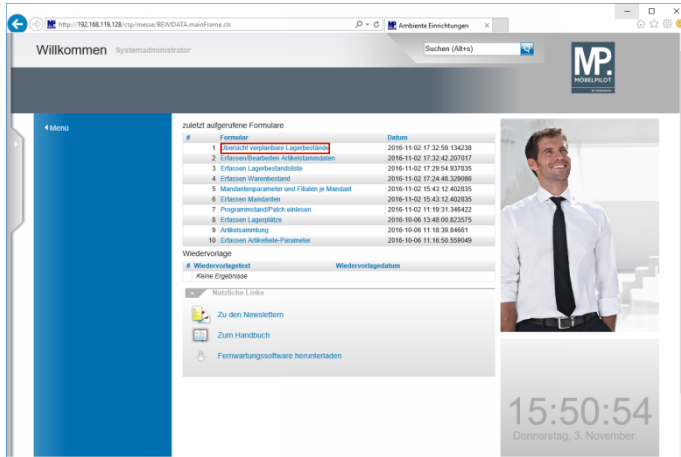 http://192.168.119.128/csp/messe/BEWIDATA.mainFrame.cls
Ambiente Einrichtungen
Willkommen Systemadministrator
Suchen (Alt+s)
MP.
MÖBELPILOT
Menü
zuletzt aufgerufene Formulare
# Formular Datum
1 Übersicht verplanbare Lagerbestände 2016-11-02 17:32:59.134238
2 Erfassen/Bearbeiten Artikelstammdaten 2016-11-02 17:32:42.207017
3 Erfassen Lagerbestandsliste 2016-11-02 17:29:54.937835
4 Erfassen Warenbestand 2016-11-02 17:24:48.329086
5 Mandantenparameter und Filialen je Mandant 2016-11-02 15:43:12.402835
6 Erfassen Mandanten 2016-11-02 15:43:12.402835
7 Programmstand/Patch einlesen 2016-11-02 11:19:31.346422
8 Erfassen Lagerplätze 2016-10-06 13:48:00.823575
9 Artikelsammlung 2016-10-06 11:18:39.84661
10 Erfassen Artikelteile-Parameter 2016-10-06 11:16:50.559049
Wiedervorlage
# Wiedervorlagetext Wiedervorlagedatum
Keine Ergebnisse
Nützliche Links
Zu den Newslettern
Zum Handbuch
Fernwartungssoftware herunterladen
15:50:54
Donnerstag, 3. November